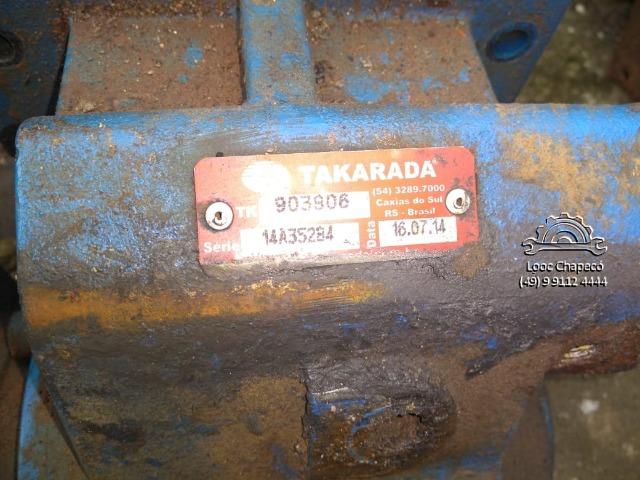 TAKARADA
TK 903806
(54) 3289.7000
Caxias do Sul
RS - Brasil
Série 14A35284
Data 16.07.14
Looc Chapecó
(49) 9 9112 4444